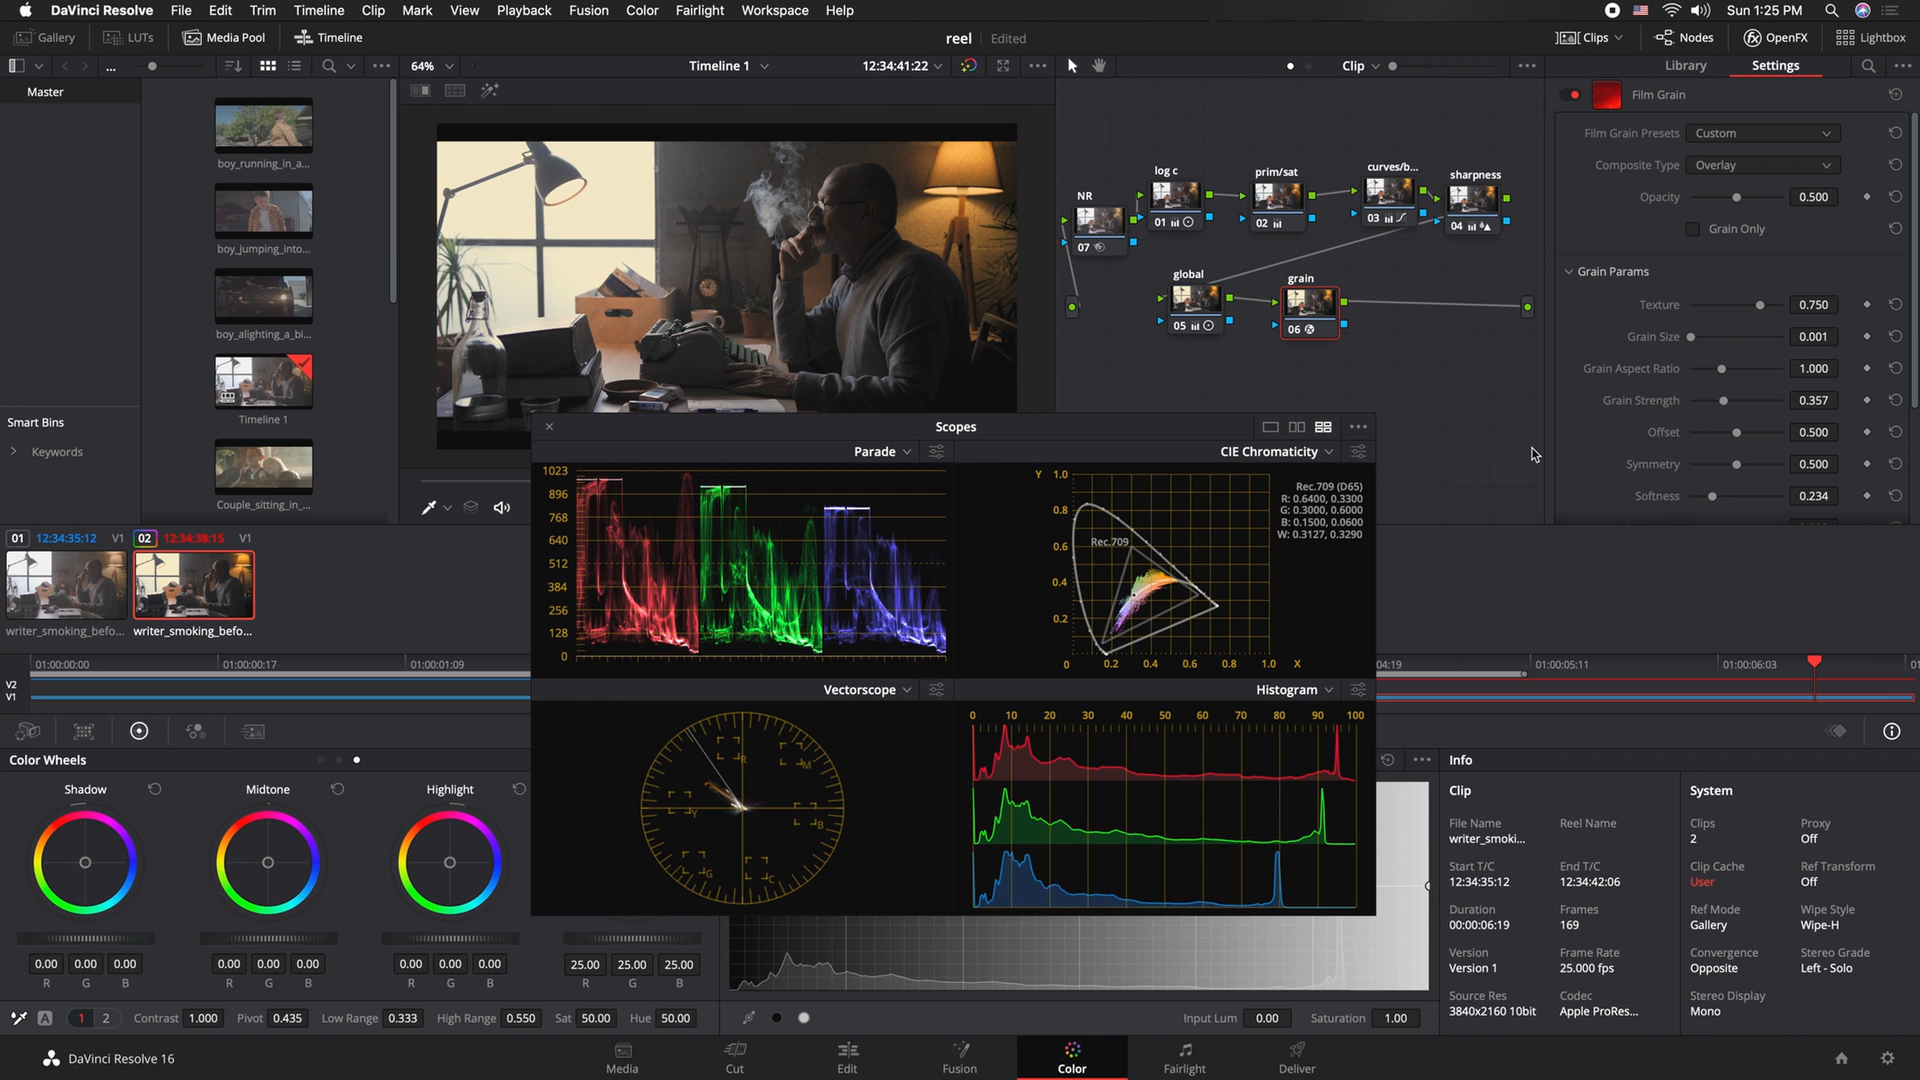 DaVinci Resolve File Edit Trim Timeline Clip Mark View Playback Fusion Color Fairlight Workspace Help Sun 1:25 PM
Gallery LUTs Media Pool Timeline reel Edited Clips Nodes OpenFX Lightbox
... 64% Timeline 1 12:34:41:22 Clip Library Settings
Master
boy_running_in_a...
boy_jumping_into...
boy_alighting_a_bi...
Timeline 1
Couple_sitting_in_...
Smart Bins
Keywords
NR
07
log c
01
prim/sat
02
curves/b...
03
sharpness
04
global
05
grain
06
Film Grain
Film Grain Presets Custom
Composite Type Overlay
Opacity 0.500
Grain Only
Grain Params
Texture 0.750
Grain Size 0.001
Grain Aspect Ratio 1.000
Grain Strength 0.357
Offset 0.500
Symmetry 0.500
Softness 0.234
Scopes
Parade
1023
896
768
640
512
384
256
128
0
CIE Chromaticity
Y 1.0
0.8
0.6
0.4
0.2
0 0.2 0.4 0.6 0.8 1.0 X
Rec.709
Rec.709 (D65)
R: 0.6400, 0.3300
G: 0.3000, 0.6000
B: 0.1500, 0.0600
W: 0.3127, 0.3290
Vectorscope
R
M
Y
B
G
C
Histogram
0 10 20 30 40 50 60 70 80 90 100
01 12:34:35:12 V1 02 12:34:38:15 V1
writer_smoking_befo... writer_smoking_befo...
01:00:00:00 01:00:00:17 01:00:01:09 04:19 01:00:05:11 01:00:06:03 01
V2
V1
Color Wheels
Shadow Midtone Highlight
0.00 0.00 0.00 0.00 0.00 0.00 0.00 0.00 0.00 25.00 25.00 25.00
R G B R G B R G B R G B
A 1 2 Contrast 1.000 Pivot 0.435 Low Range 0.333 High Range 0.550 Sat 50.00 Hue 50.00
Input Lum 0.00 Saturation 1.00
Info
Clip
File Name Reel Name
writer_smoki...
Start T/C End T/C
12:34:35:12 12:34:42:06
Duration Frames
00:00:06:19 169
Version Frame Rate
Version 1 25.000 fps
Source Res Codec
3840x2160 10bit Apple ProRes...
System
Clips Proxy
2 Off
Clip Cache Ref Transform
User Off
Ref Mode Wipe Style
Gallery Wipe-H
Convergence Stereo Grade
Opposite Left - Solo
Stereo Display
Mono
DaVinci Resolve 16
Media Cut Edit Fusion Color Fairlight Deliver